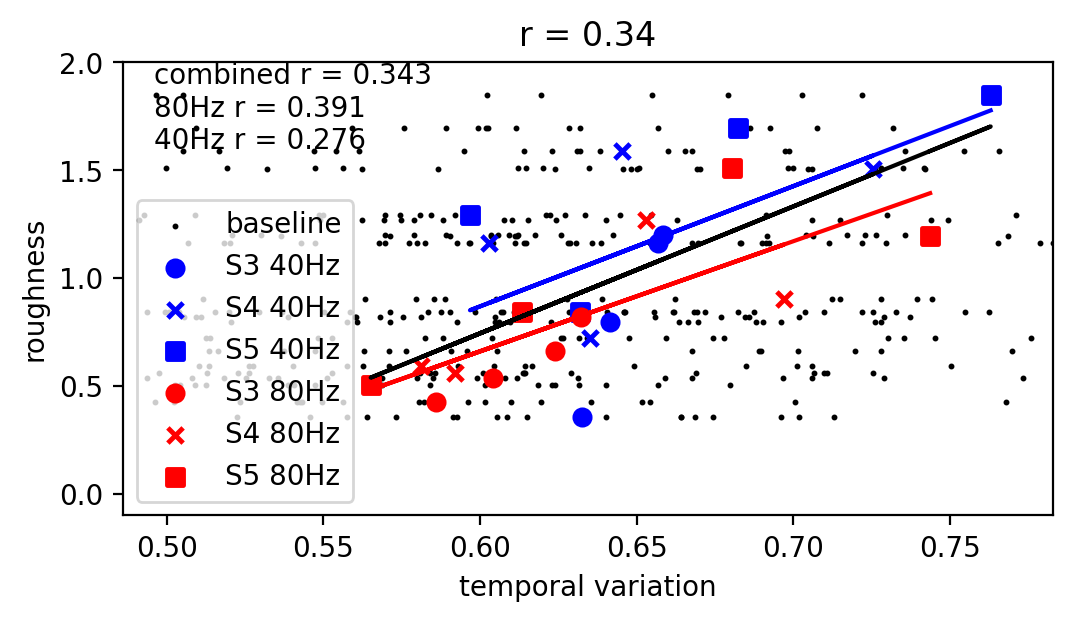 r = 0.34
combined r = 0.343
80Hz r = 0.391
40Hz r = 0.276
baseline
S3 40Hz
S4 40Hz
S5 40Hz
S3 80Hz
S4 80Hz
S5 80Hz
roughness
2.0
1.5
1.0
0.5
0.0
0.50 0.55 0.60 0.65 0.70 0.75
temporal variation